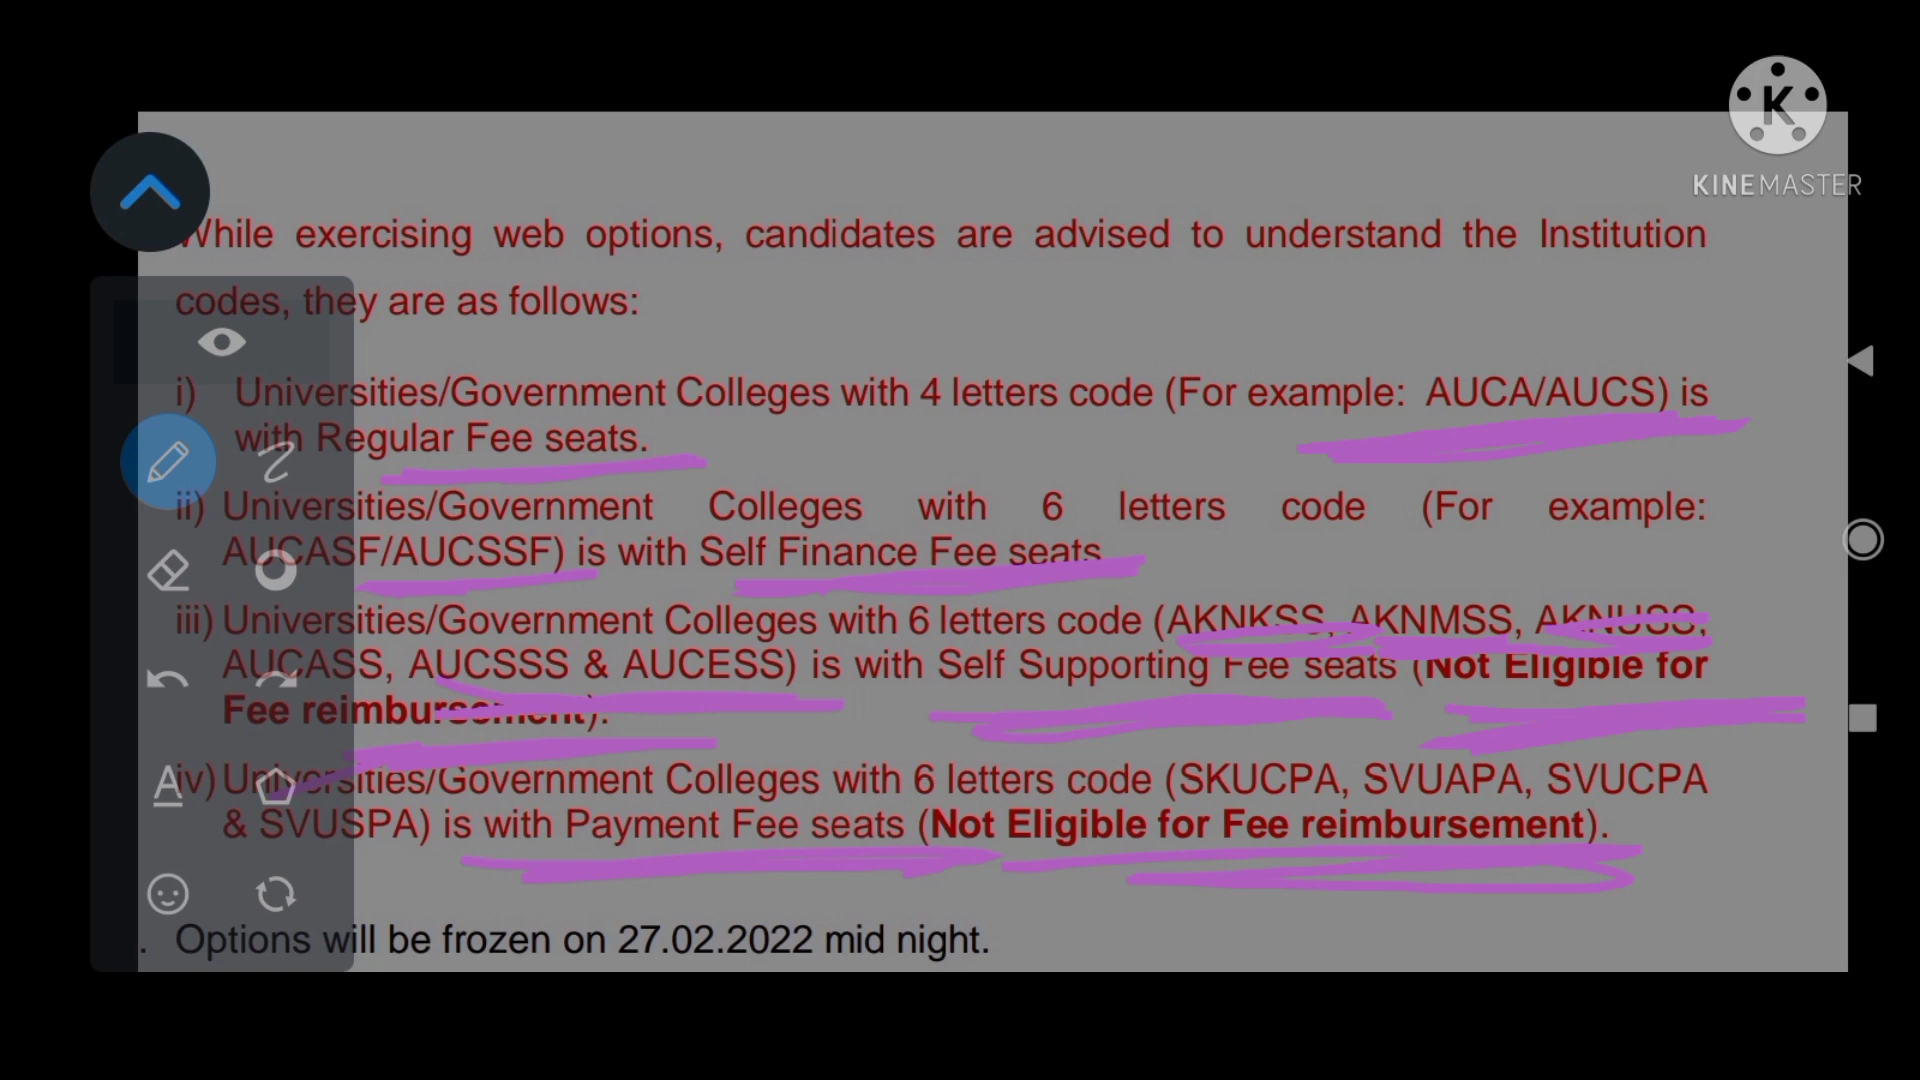 KINEMASTER
While exercising web options, candidates are advised to understand the Institution
codes, they are as follows:
i) Universities/Government Colleges with 4 letters code (For example: AUCA/AUCS) is
with Regular Fee seats.
ii) Universities/Government Colleges with 6 letters code (For example:
AUCASF/AUCSSF) is with Self Finance Fee seats
iii) Universities/Government Colleges with 6 letters code (AKNKSS, AKNMSS, AKNUSS,
AUCASS, AUCSSS & AUCESS) is with Self Supporting Fee seats (Not Eligible for
Fee reimbursement).
iv) Universities/Government Colleges with 6 letters code (SKUCPA, SVUAPA, SVUCPA
& SVUSPA) is with Payment Fee seats (Not Eligible for Fee reimbursement).
. Options will be frozen on 27.02.2022 mid night.